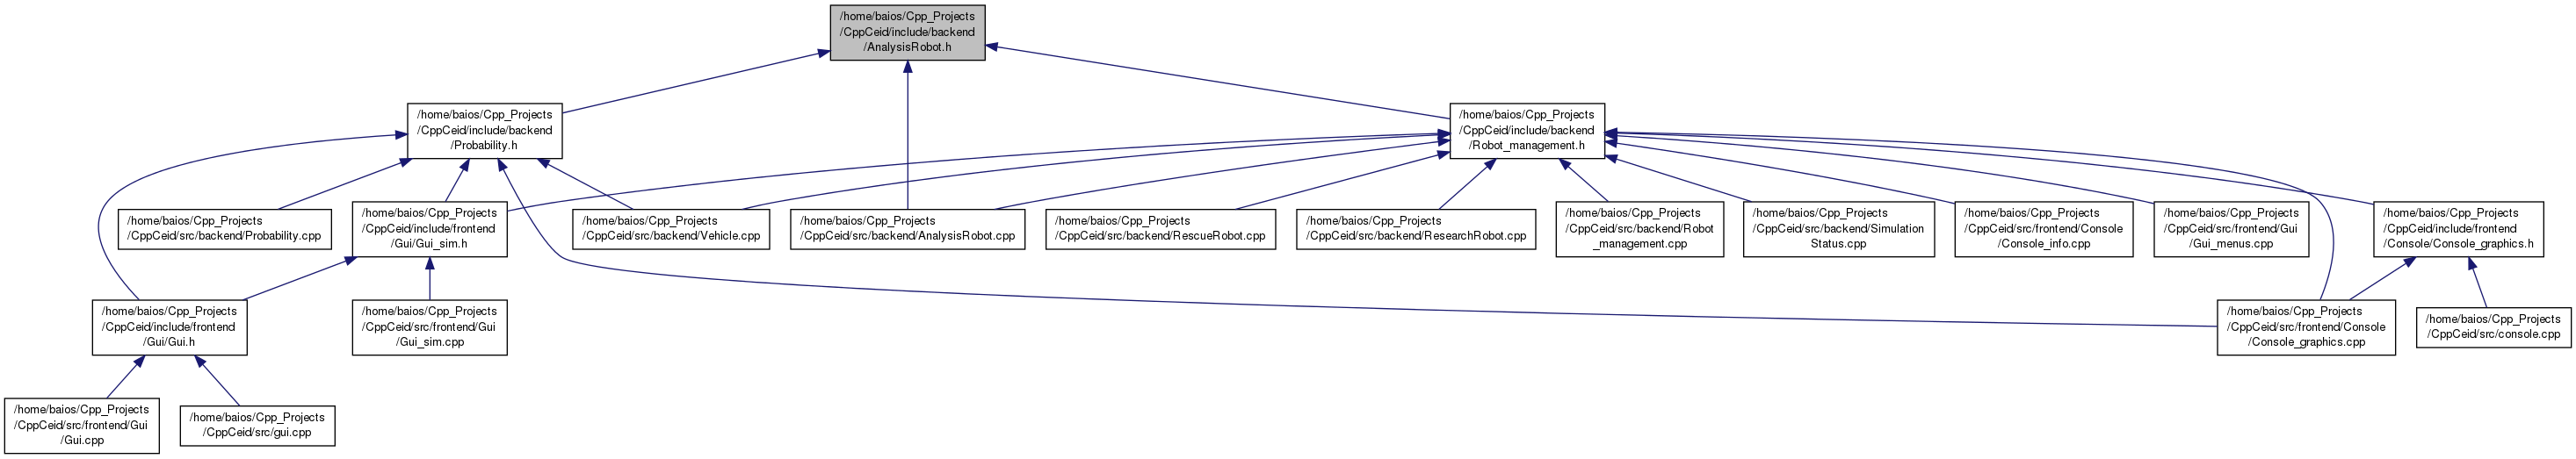 /home/baios/Cpp_Projects
/CppCeid/include/backend
/AnalysisRobot.h
/home/baios/Cpp_Projects
/CppCeid/include/backend
/Probability.h
/home/baios/Cpp_Projects
/CppCeid/include/backend
/Robot_management.h
/home/baios/Cpp_Projects
/CppCeid/src/backend/Probability.cpp
/home/baios/Cpp_Projects
/CppCeid/include/frontend
/Gui/Gui_sim.h
/home/baios/Cpp_Projects
/CppCeid/src/backend/Vehicle.cpp
/home/baios/Cpp_Projects
/CppCeid/src/backend/AnalysisRobot.cpp
/home/baios/Cpp_Projects
/CppCeid/src/backend/RescueRobot.cpp
/home/baios/Cpp_Projects
/CppCeid/src/backend/ResearchRobot.cpp
/home/baios/Cpp_Projects
/CppCeid/src/backend/Robot
_management.cpp
/home/baios/Cpp_Projects
/CppCeid/src/backend/Simulation
Status.cpp
/home/baios/Cpp_Projects
/CppCeid/src/frontend/Console
/Console_info.cpp
/home/baios/Cpp_Projects
/CppCeid/src/frontend/Gui
/Gui_menus.cpp
/home/baios/Cpp_Projects
/CppCeid/include/frontend
/Console/Console_graphics.h
/home/baios/Cpp_Projects
/CppCeid/include/frontend
/Gui/Gui.h
/home/baios/Cpp_Projects
/CppCeid/src/frontend/Gui
/Gui_sim.cpp
/home/baios/Cpp_Projects
/CppCeid/src/frontend/Console
/Console_graphics.cpp
/home/baios/Cpp_Projects
/CppCeid/src/console.cpp
/home/baios/Cpp_Projects
/CppCeid/src/frontend/Gui
/Gui.cpp
/home/baios/Cpp_Projects
/CppCeid/src/gui.cpp